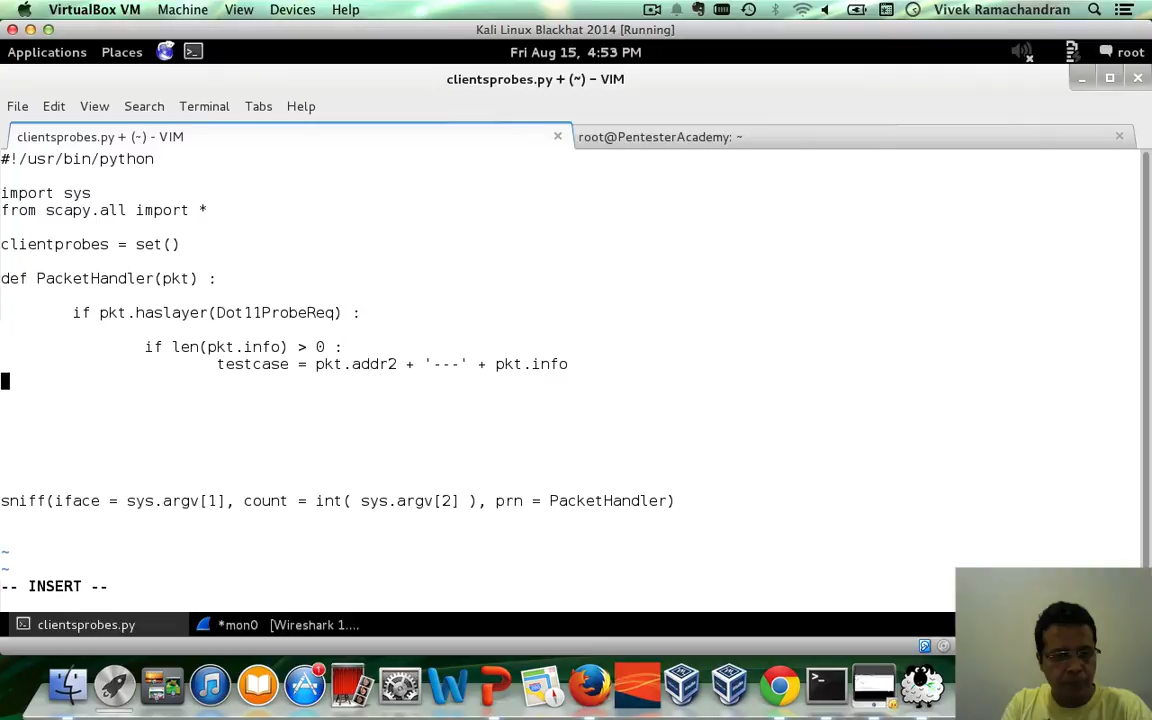 VirtualBox VM Machine View Devices Help Vivek Ramachandran
Kali Linux Blackhat 2014 [Running]
Applications Places Fri Aug 15, 4:53 PM root
clientsprobes.py + (~) – VIM
File Edit View Search Terminal Tabs Help
clientsprobes.py + (~) - VIM root@PentesterAcademy: ~
#!/usr/bin/python
import sys
from scapy.all import *
clientprobes = set()
def PacketHandler(pkt) :
if pkt.haslayer(Dot11ProbeReq) :
if len(pkt.info) > 0 :
testcase = pkt.addr2 + '---' + pkt.info
sniff(iface = sys.argv[1], count = int( sys.argv[2] ), prn = PacketHandler)
~
~
-- INSERT --
clientsprobes.py *mon0 [Wireshark 1....